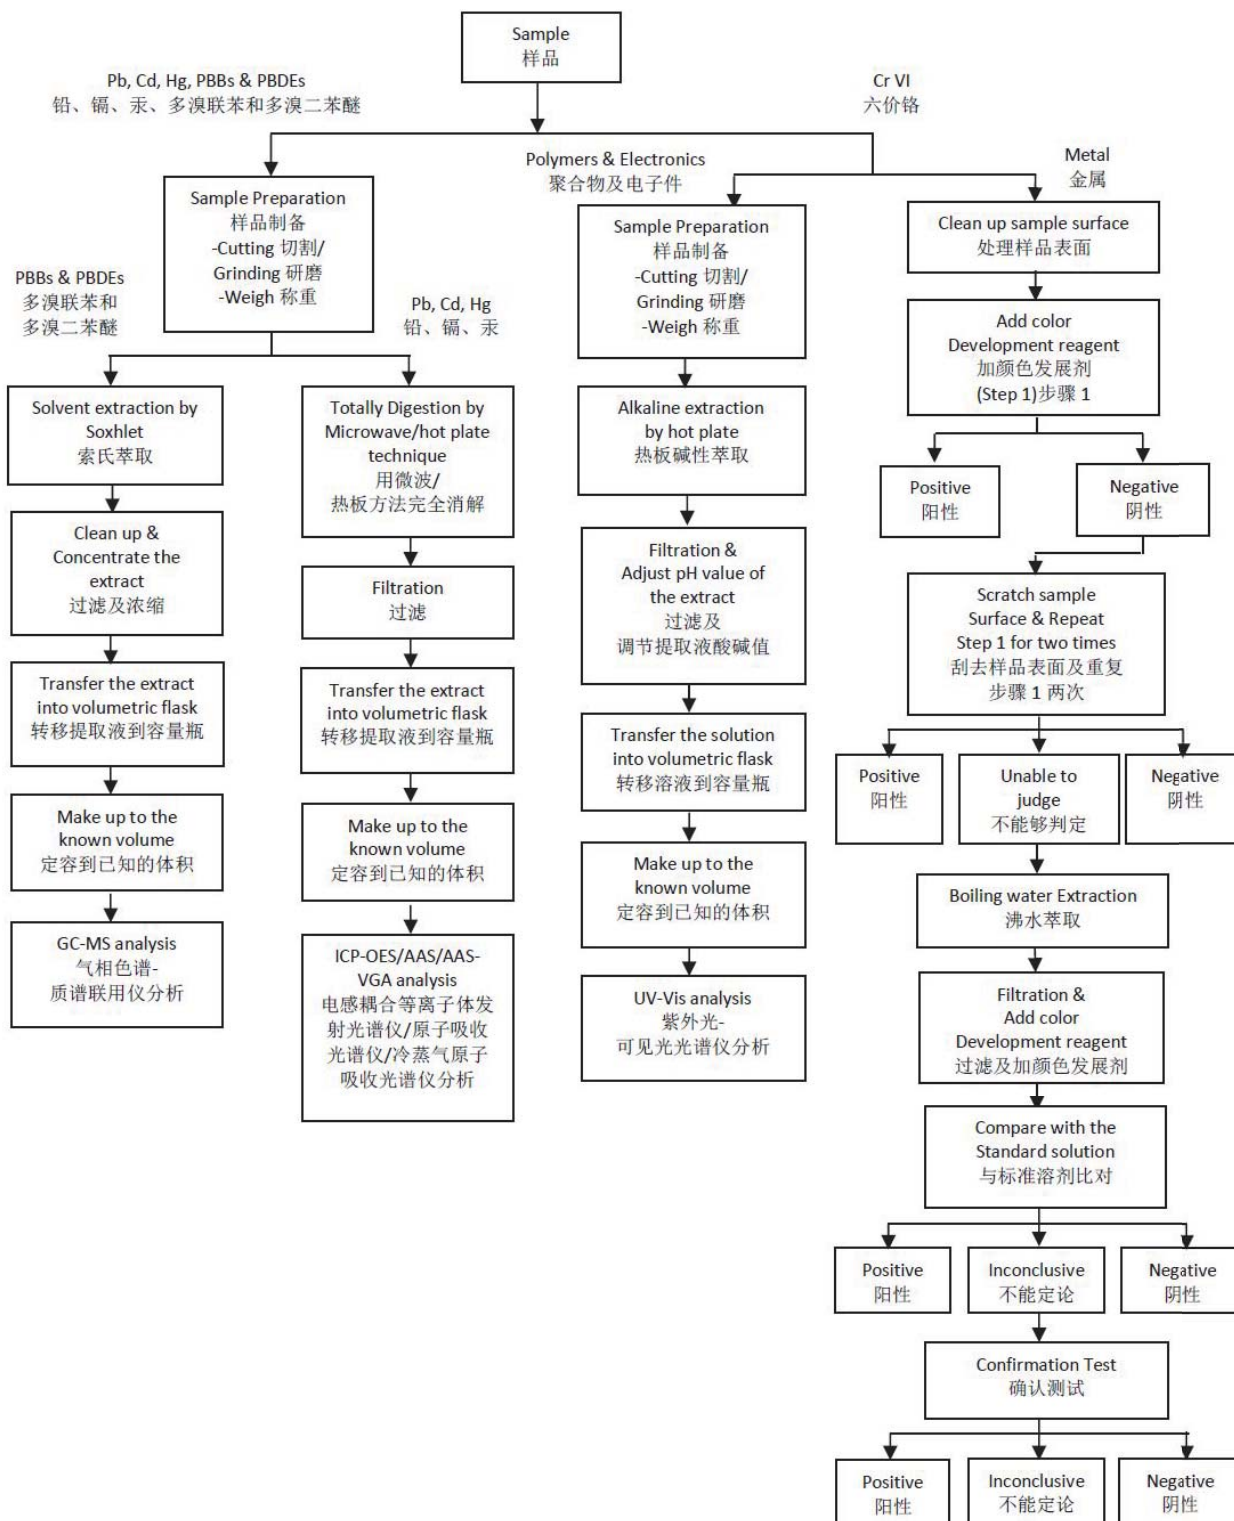 Sample
样品
Pb, Cd, Hg, PBBs & PBDEs
铅、镉、汞、多溴联苯和多溴二苯醚
Cr VI
六价铬
Polymers & Electronics
聚合物及电子件
Metal
金属
Sample Preparation
样品制备
-Cutting 切割/
Grinding 研磨
-Weigh 称重
PBBs & PBDEs
多溴联苯和
多溴二苯醚
Pb, Cd, Hg
铅、镉、汞
Solvent extraction by
Soxhlet
索氏萃取
Clean up &
Concentrate the
extract
过滤及浓缩
Transfer the extract
into volumetric flask
转移提取液到容量瓶
Make up to the
known volume
定容到已知的体积
GC-MS analysis
气相色谱-
质谱联用仪分析
Totally Digestion by
Microwave/hot plate
technique
用微波/
热板方法完全消解
Filtration
过滤
Transfer the extract
into volumetric flask
转移提取液到容量瓶
Make up to the
known volume
定容到已知的体积
ICP-OES/AAS/AAS-
VGA analysis
电感耦合等离子体发
射光谱仪/原子吸收
光谱仪/冷蒸气原子
吸收光谱仪分析
Sample Preparation
样品制备
-Cutting 切割/
Grinding 研磨
-Weigh 称重
Alkaline extraction
by hot plate
热板碱性萃取
Filtration &
Adjust pH value of
the extract
过滤及
调节提取液酸碱值
Transfer the solution
into volumetric flask
转移溶液到容量瓶
Make up to the
known volume
定容到已知的体积
UV-Vis analysis
紫外光-
可见光光谱仪分析
Clean up sample surface
处理样品表面
Add color
Development reagent
加颜色发展剂
(Step 1)步骤 1
Positive
阳性
Negative
阴性
Scratch sample
Surface & Repeat
Step 1 for two times
刮去样品表面及重复
步骤 1 两次
Positive
阳性
Unable to
judge
不能够判定
Negative
阴性
Boiling water Extraction
沸水萃取
Filtration &
Add color
Development reagent
过滤及加颜色发展剂
Compare with the
Standard solution
与标准溶剂比对
Positive
阳性
Inconclusive
不能定论
Negative
阴性
Confirmation Test
确认测试
Positive
阳性
Inconclusive
不能定论
Negative
阴性